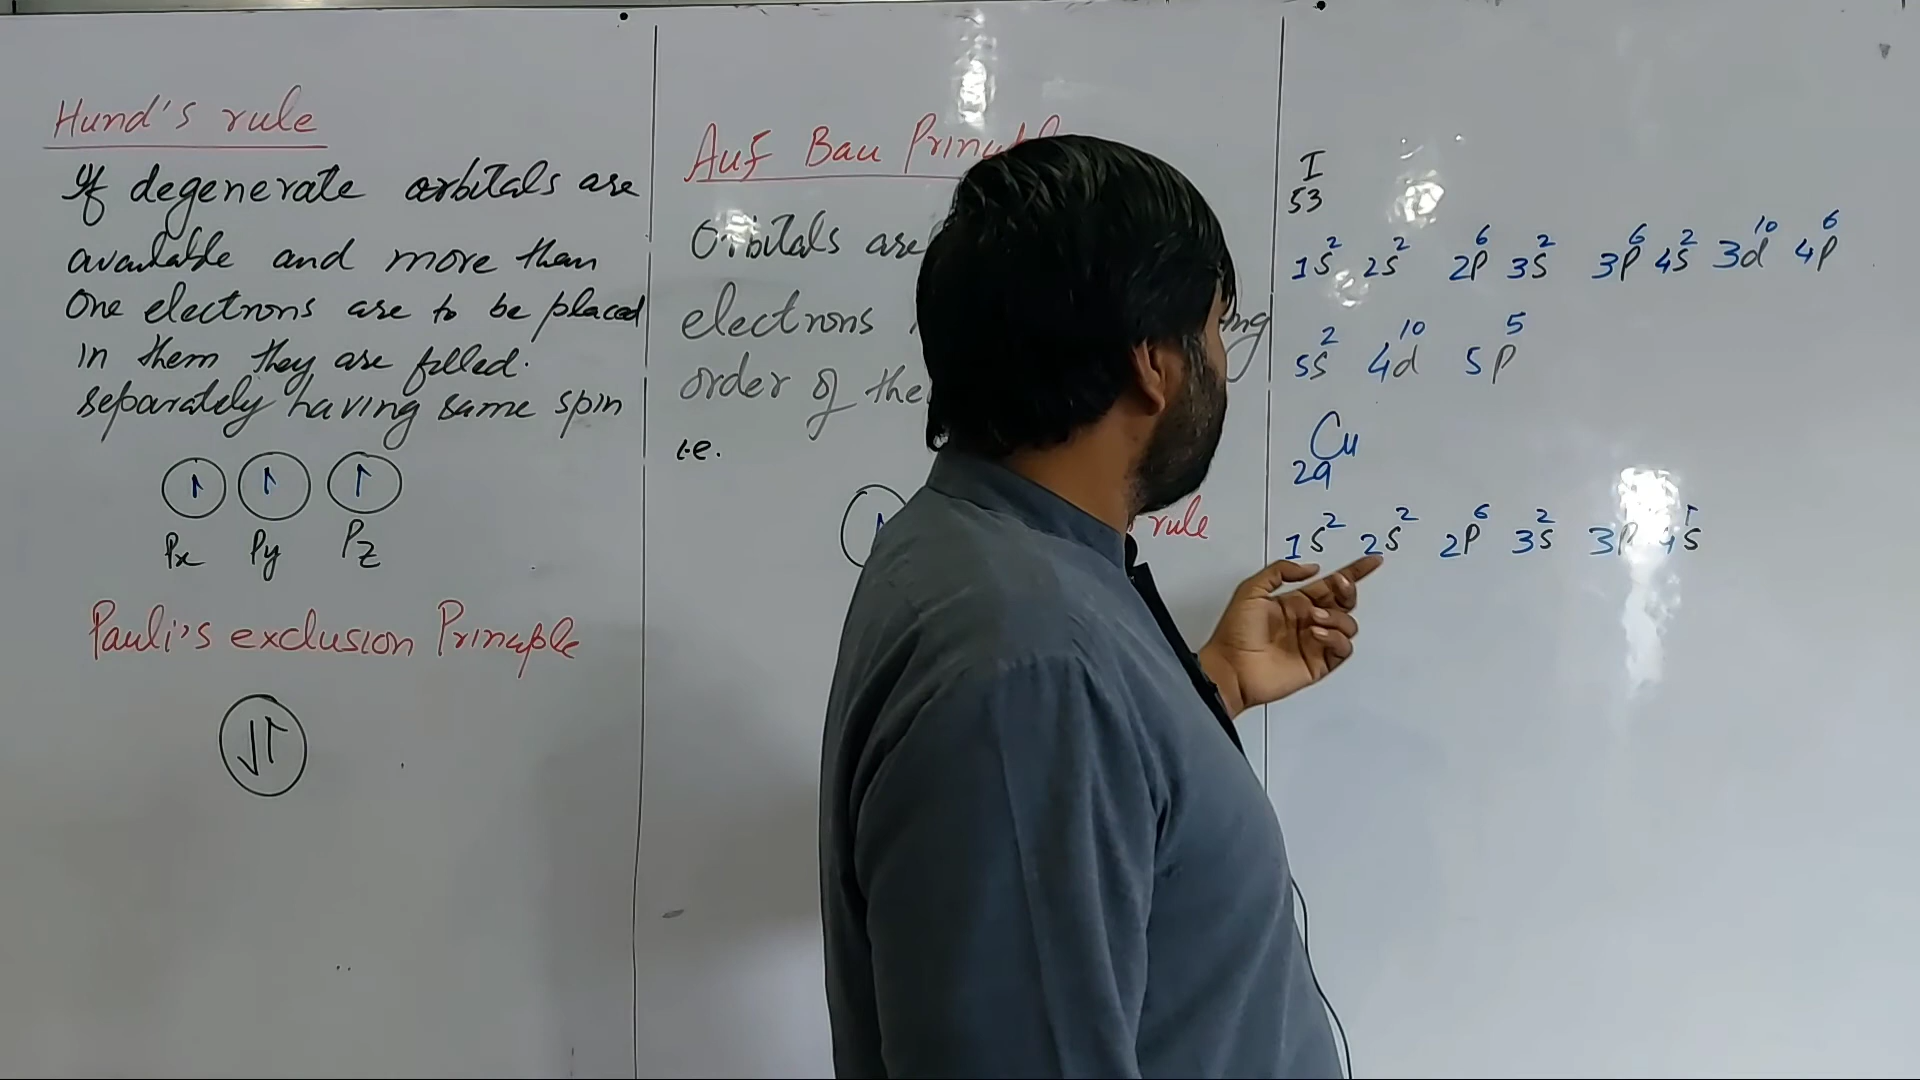 Hund's rule
If degenerate orbitals are
available and more than
One electrons are to be placed
in them they are filled.
separately having same spin
↑ ↑ ↑
Px Py Pz
Pauli's exclusion Principle
↓↑
Auf Bau
Orbitals are
electrons
order of the
i.e.
rule
I
53
1s² 2s² 2p⁶ 3s² 3p⁶ 4s² 3d¹⁰ 4p⁶
5s² 4d¹⁰ 5p⁵
Cu
29
1s² 2s² 2p⁶ 3s² 3p 4s¹